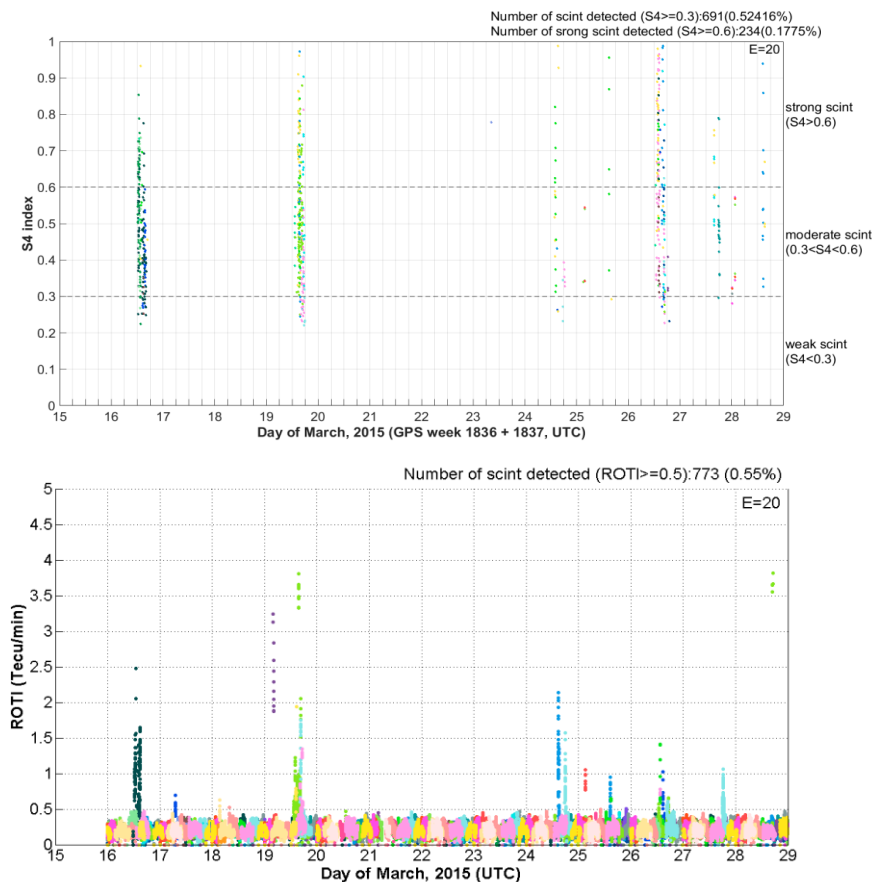 Number of scint detected (S4>=0.3):691(0.52416%)
Number of srong scint detected (S4>=0.6):234(0.1775%)
E=20
1
0.9
0.8
0.7
0.6
0.5
0.4
0.3
0.2
0.1
0
S4 index
strong scint
(S4>0.6)
moderate scint
(0.3<S4<0.6)
weak scint
(S4<0.3)
15 16 17 19 20 22 23 24 25 26 27 28 29
Day of March, 2015 (GPS week 1836 + 1837, UTC)
Number of scint detected (ROTI>=0.5):773 (0.55%)
E=20
5
4.5
4
3.5
3
2.5
2
1.5
1
0.5
0
ROTI (Tecu/min)
15 16 17 18 19 20 21 22 23 24 25 26 27 28 29
Day of March, 2015 (UTC)